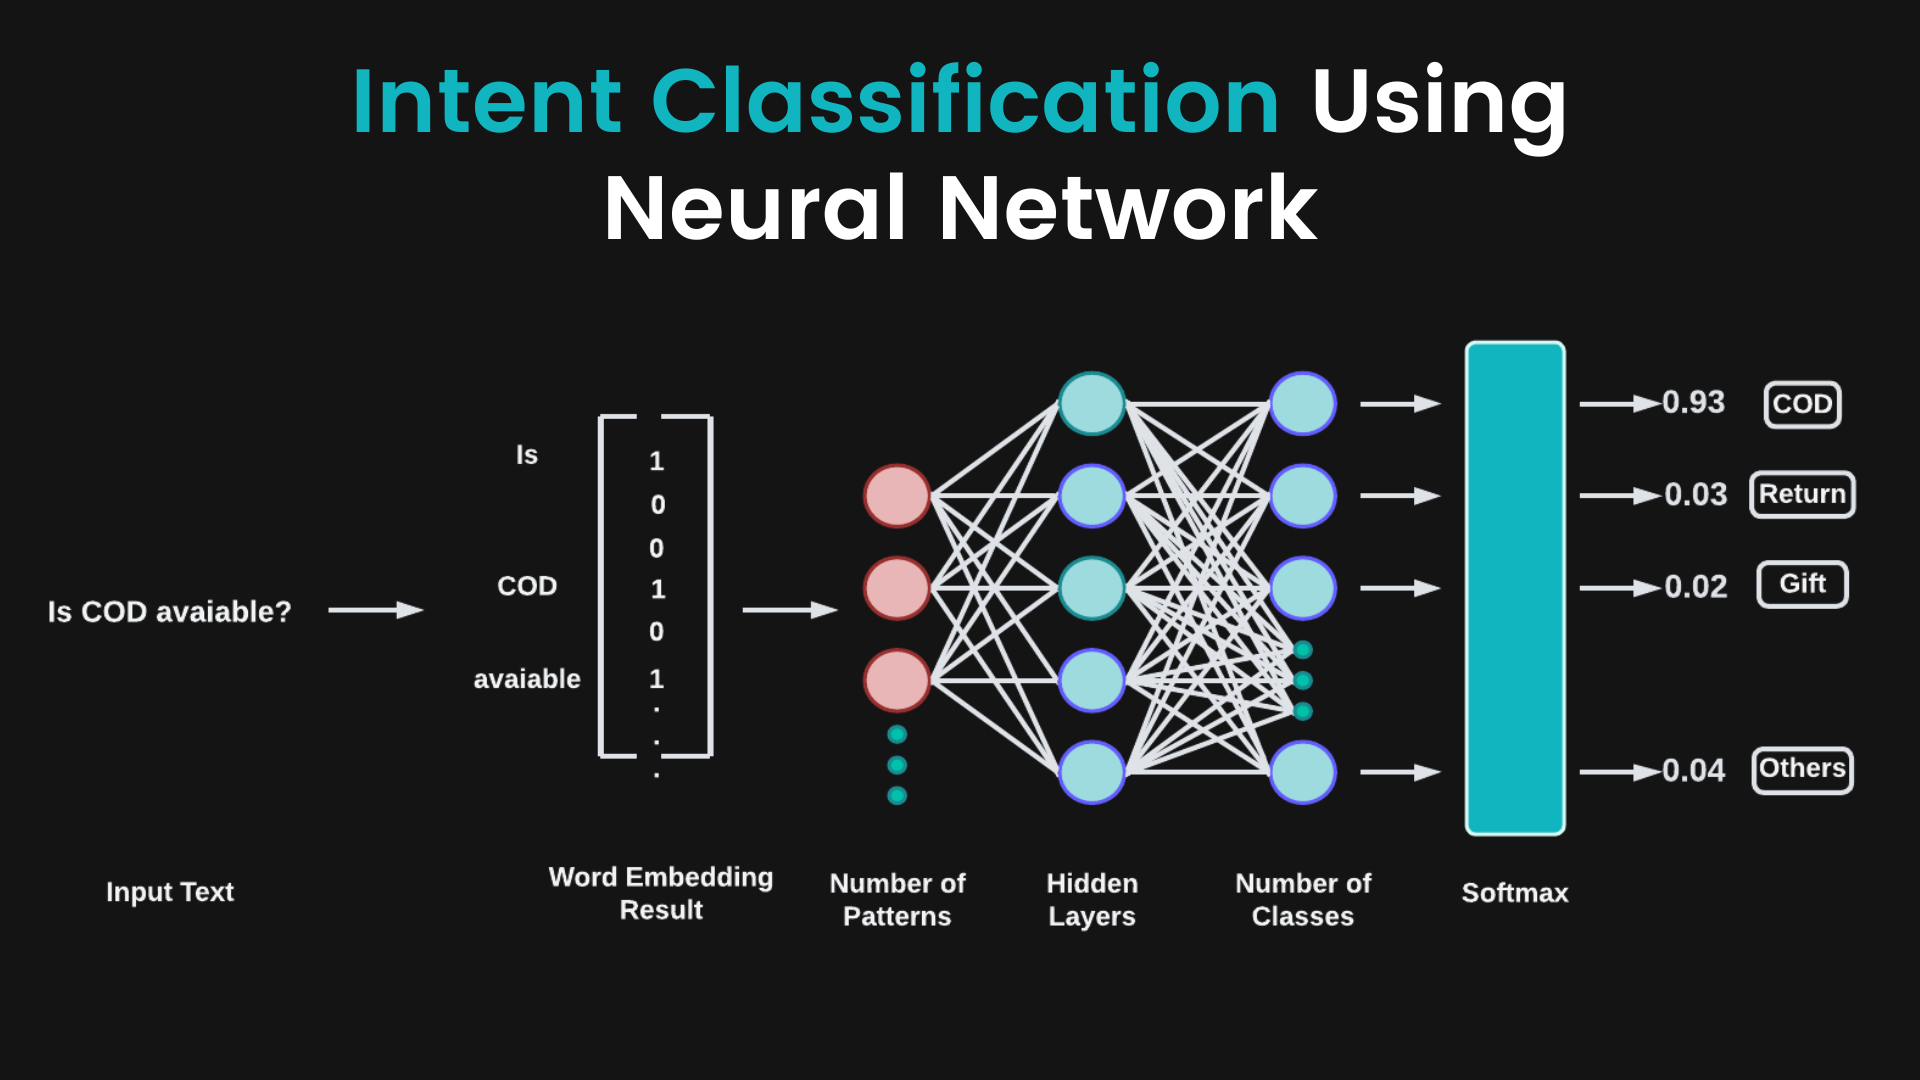 Intent Classification Using
Neural Network
Is COD avaiable?
Is
COD
avaiable
1
0
0
1
0
1
.
.
.
0.93 COD
0.03 Return
0.02 Gift
0.04 Others
Input Text
Word Embedding
Result
Number of
Patterns
Hidden
Layers
Number of
Classes
Softmax